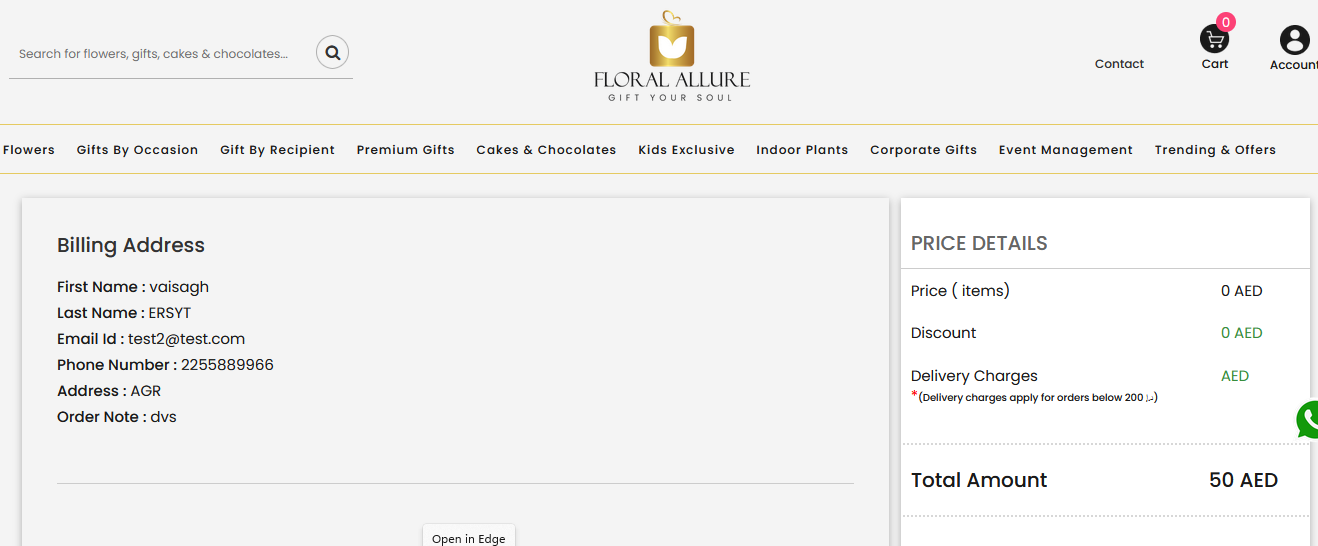 Search for flowers, gifts, cakes & chocolates...
FLORAL ALLURE
GIFT YOUR SOUL
Contact
0
Cart
Account
Flowers Gifts By Occasion Gift By Recipient Premium Gifts Cakes & Chocolates Kids Exclusive Indoor Plants Corporate Gifts Event Management Trending & Offers
Billing Address
First Name : vaisagh
Last Name : ERSYT
Email Id : test2@test.com
Phone Number : 2255889966
Address : AGR
Order Note : dvs
Open in Edge
PRICE DETAILS
Price ( items) 0 AED
Discount 0 AED
Delivery Charges AED
*(Delivery charges apply for orders below 200 د.إ)
Total Amount 50 AED